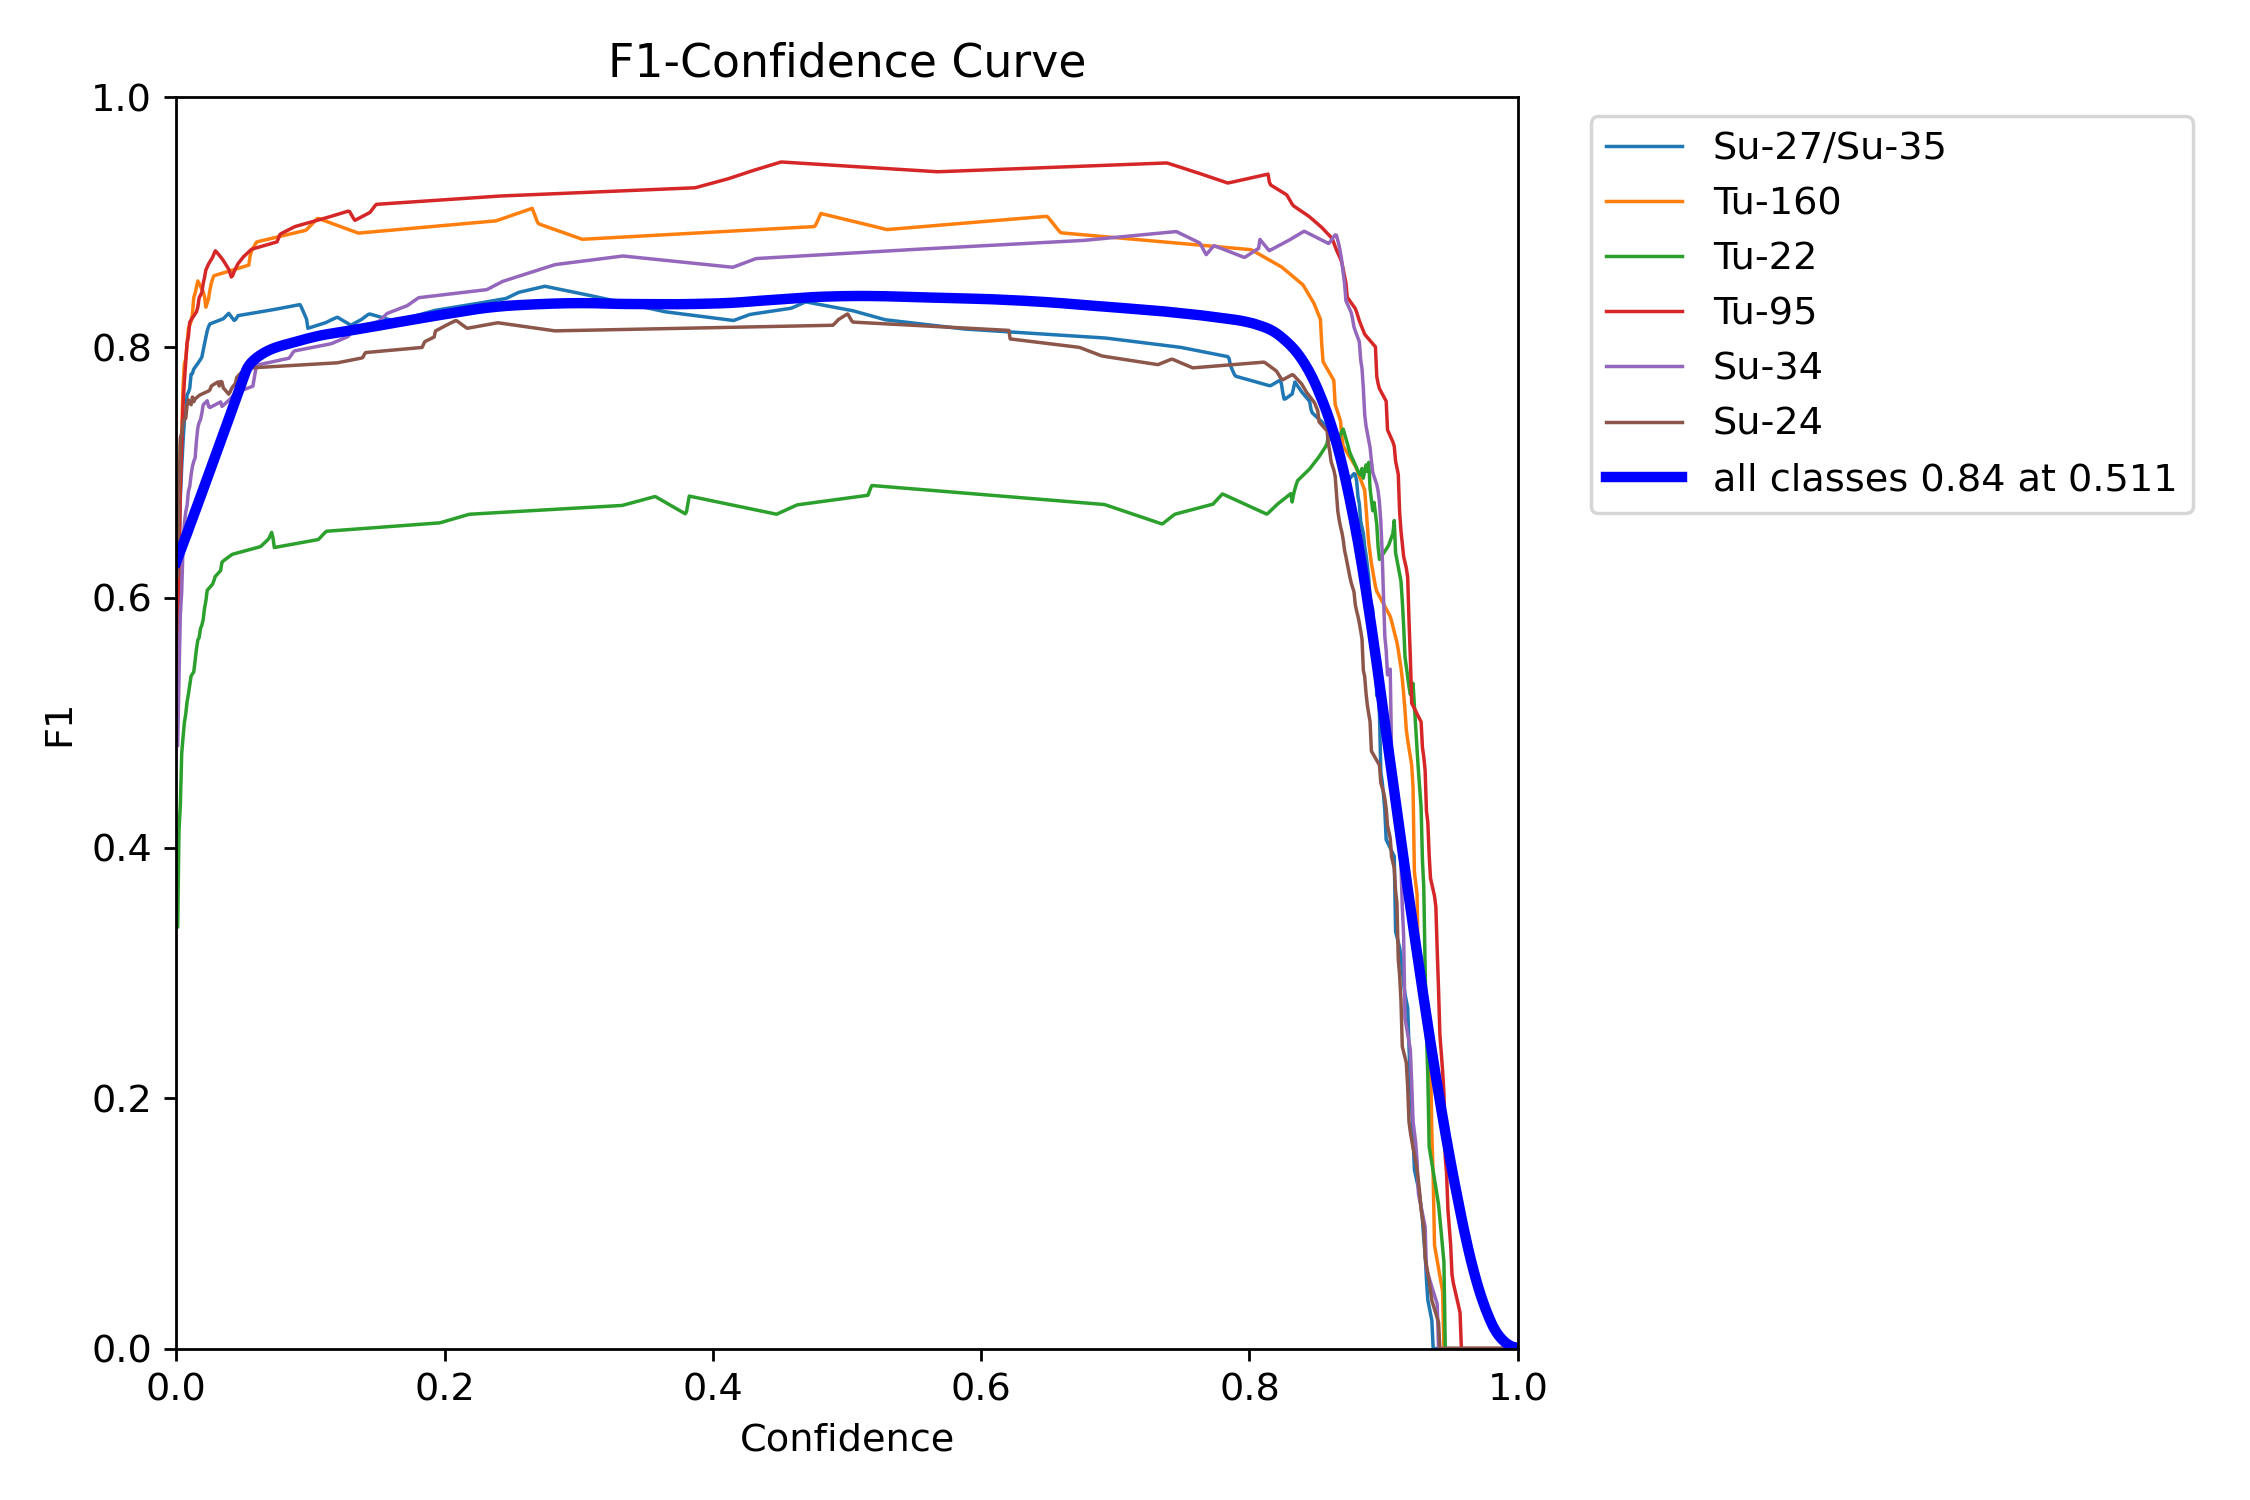 F1-Confidence Curve
1.0
0.8
0.6
0.4
0.2
0.0
F1
0.0 0.2 0.4 0.6 0.8 1.0
Confidence
Su-27/Su-35
Tu-160
Tu-22
Tu-95
Su-34
Su-24
all classes 0.84 at 0.511